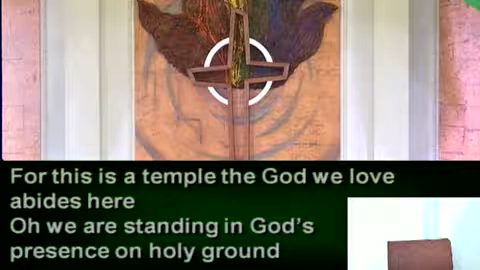 For this is a temple the God we love
abides here
Oh we are standing in God's
presence on holy ground